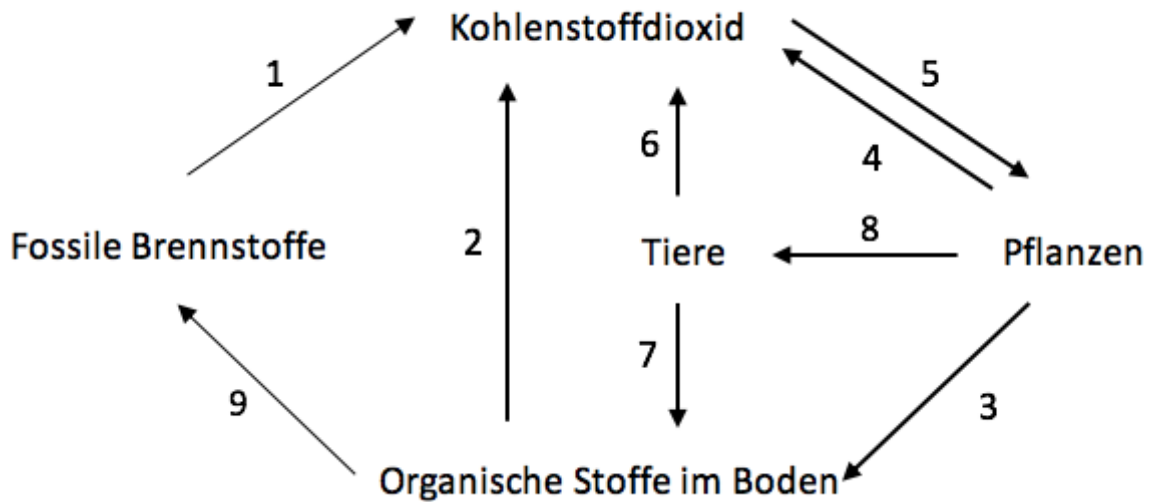 Kohlenstoffdioxid
1
5
6
4
Fossile Brennstoffe
2
Tiere
8
Pflanzen
7
9
3
Organische Stoffe im Boden